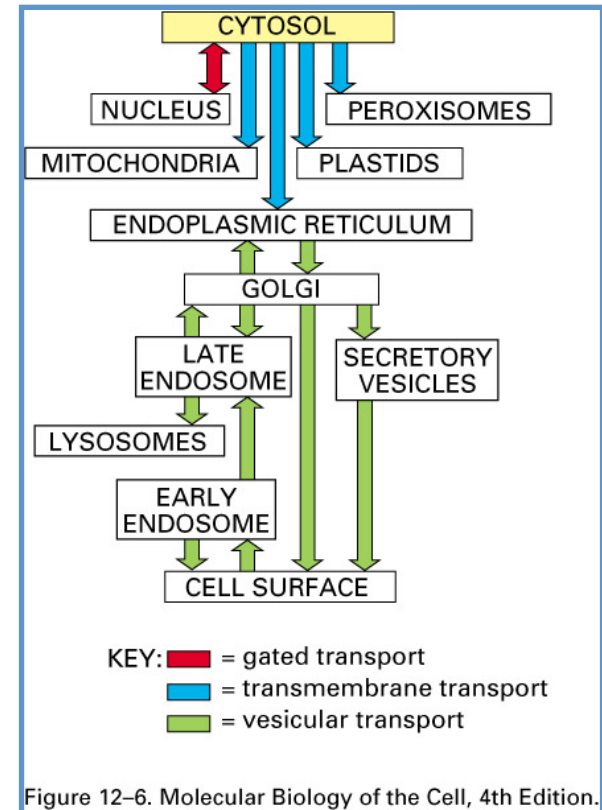 CYTOSOL
NUCLEUS
PEROXISOMES
MITOCHONDRIA
PLASTIDS
ENDOPLASMIC RETICULUM
GOLGI
LATE
ENDOSOME
SECRETORY
VESICLES
LYSOSOMES
EARLY
ENDOSOME
CELL SURFACE
KEY: = gated transport
= transmembrane transport
= vesicular transport
Figure 12–6. Molecular Biology of the Cell, 4th Edition.